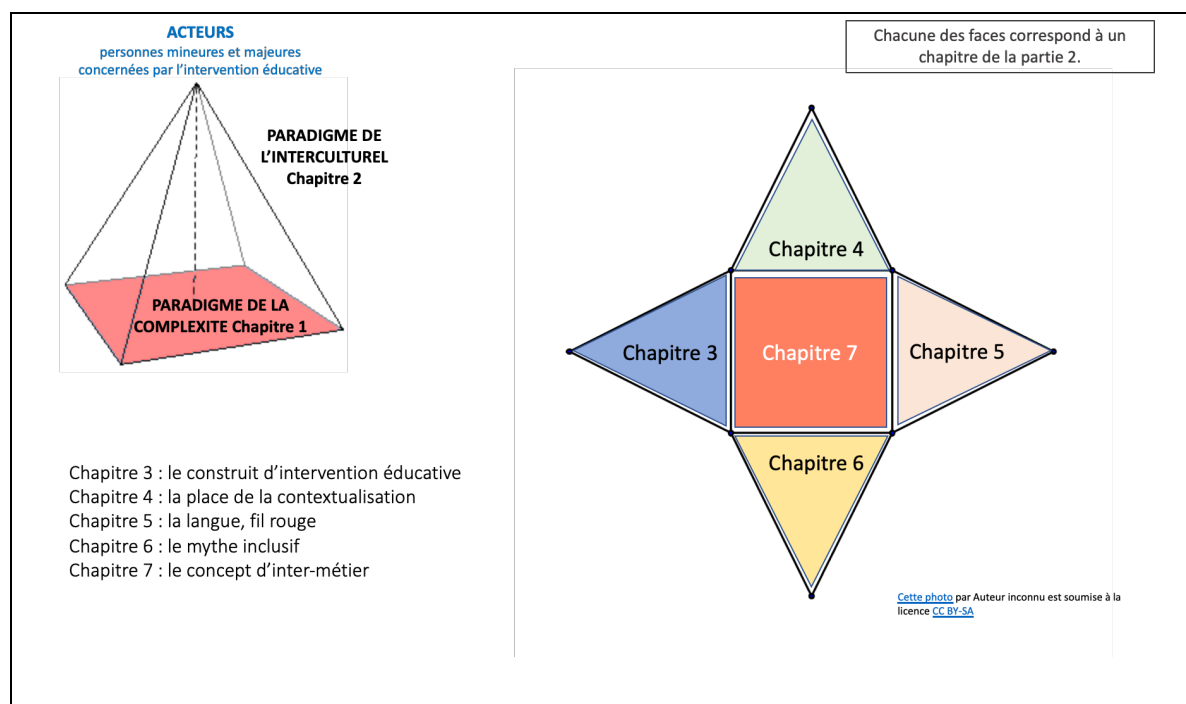 ACTEURS
personnes mineures et majeures
concernées par l’intervention éducative
Chacune des faces correspond à un
chapitre de la partie 2.
PARADIGME DE
L’INTERCULTUREL
Chapitre 2
PARADIGME DE LA
COMPLEXITE Chapitre 1
Chapitre 4
Chapitre 3
Chapitre 7
Chapitre 5
Chapitre 6
Chapitre 3 : le construit d’intervention éducative
Chapitre 4 : la place de la contextualisation
Chapitre 5 : la langue, fil rouge
Chapitre 6 : le mythe inclusif
Chapitre 7 : le concept d’inter-métier
Cette photo par Auteur inconnu est soumise à la
licence CC BY-SA